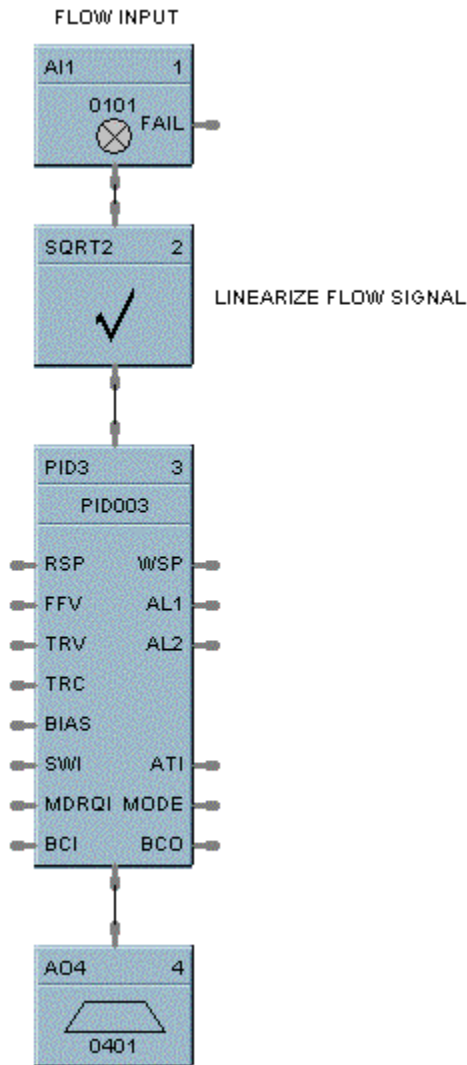 FLOW INPUT
AI1 1
0101
FAIL
SQRT2 2
LINEARIZE FLOW SIGNAL
PID3 3
PID003
RSP WSP
FFV AL1
TRV AL2
TRC
BIAS
SWI ATI
MDRQI MODE
BCI BCO
AO4 4
0401